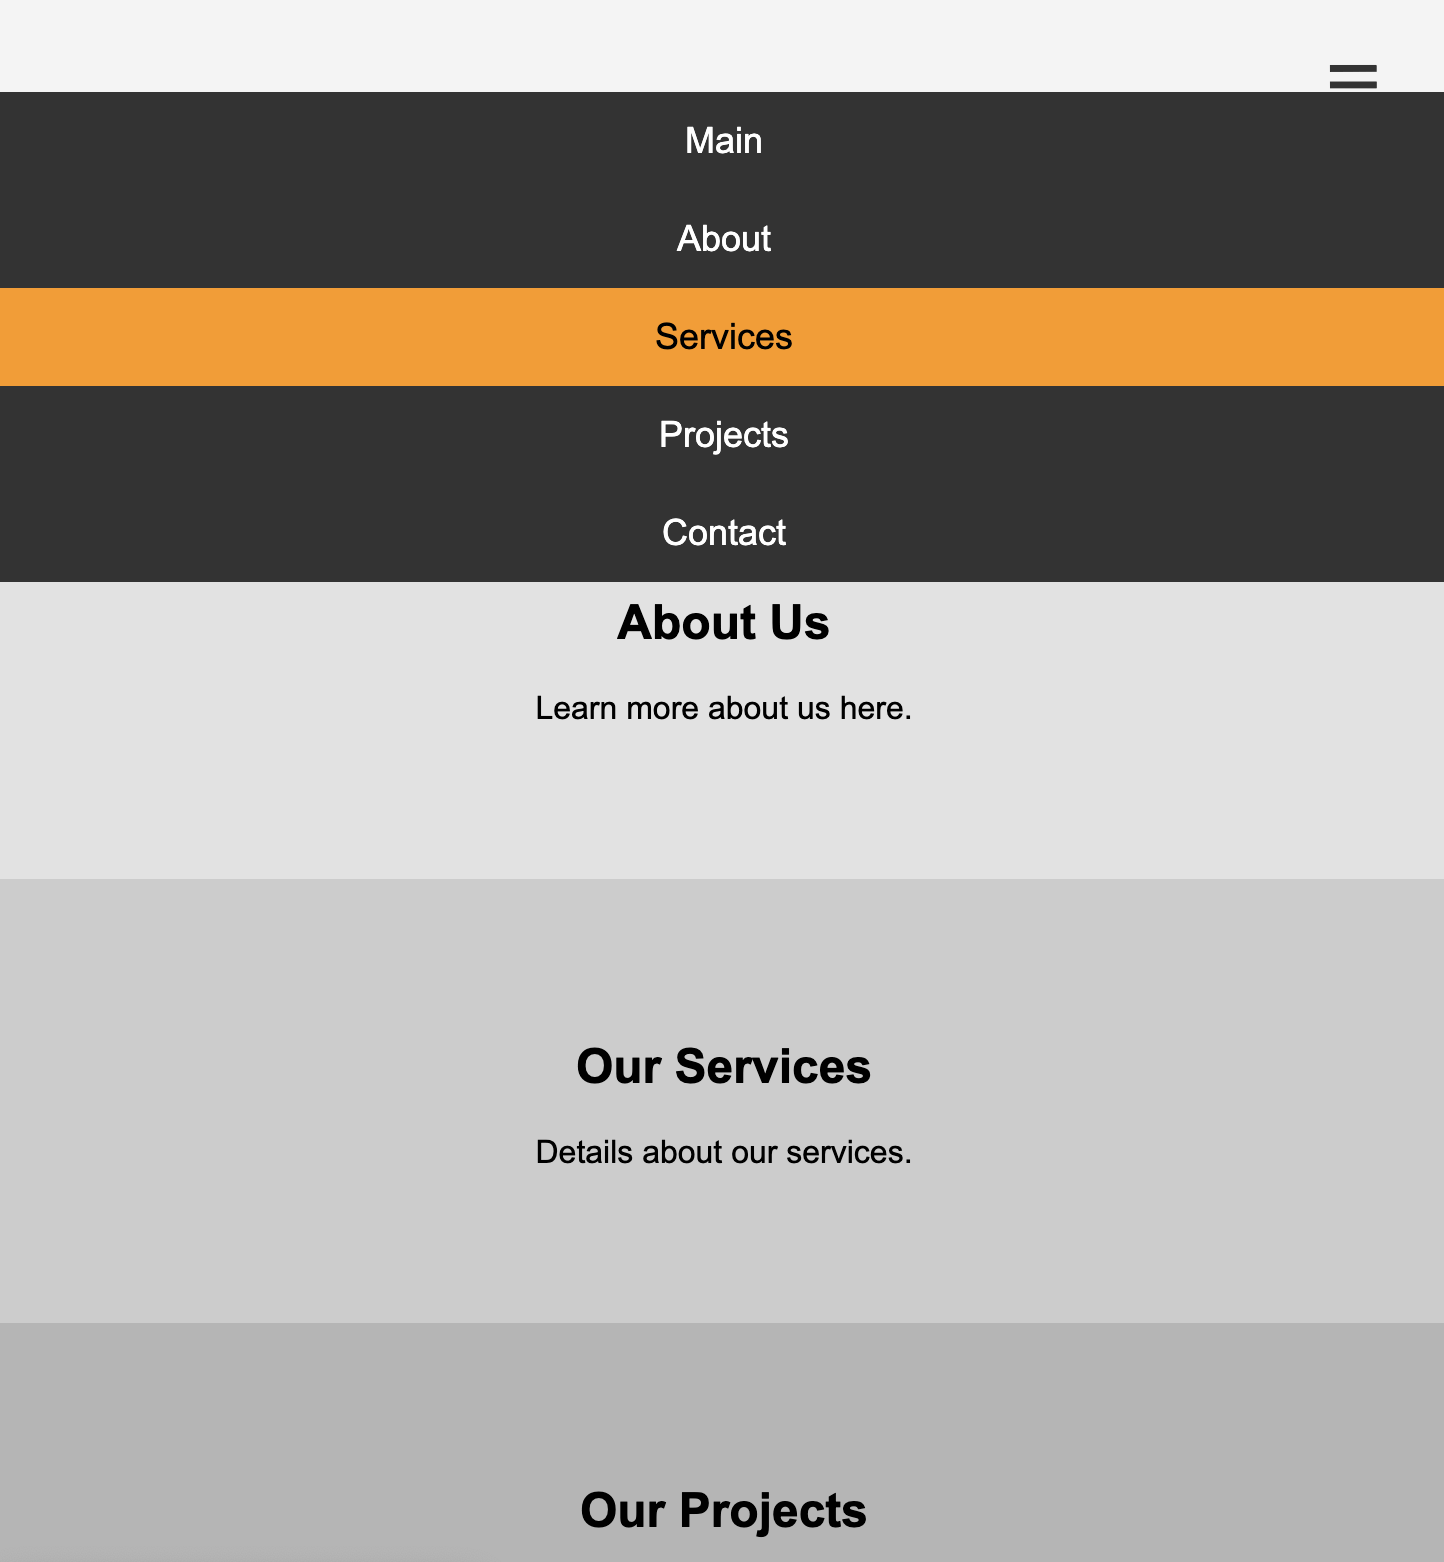 Main
About
Services
Projects
Contact
About Us
Learn more about us here.
Our Services
Details about our services.
Our Projects